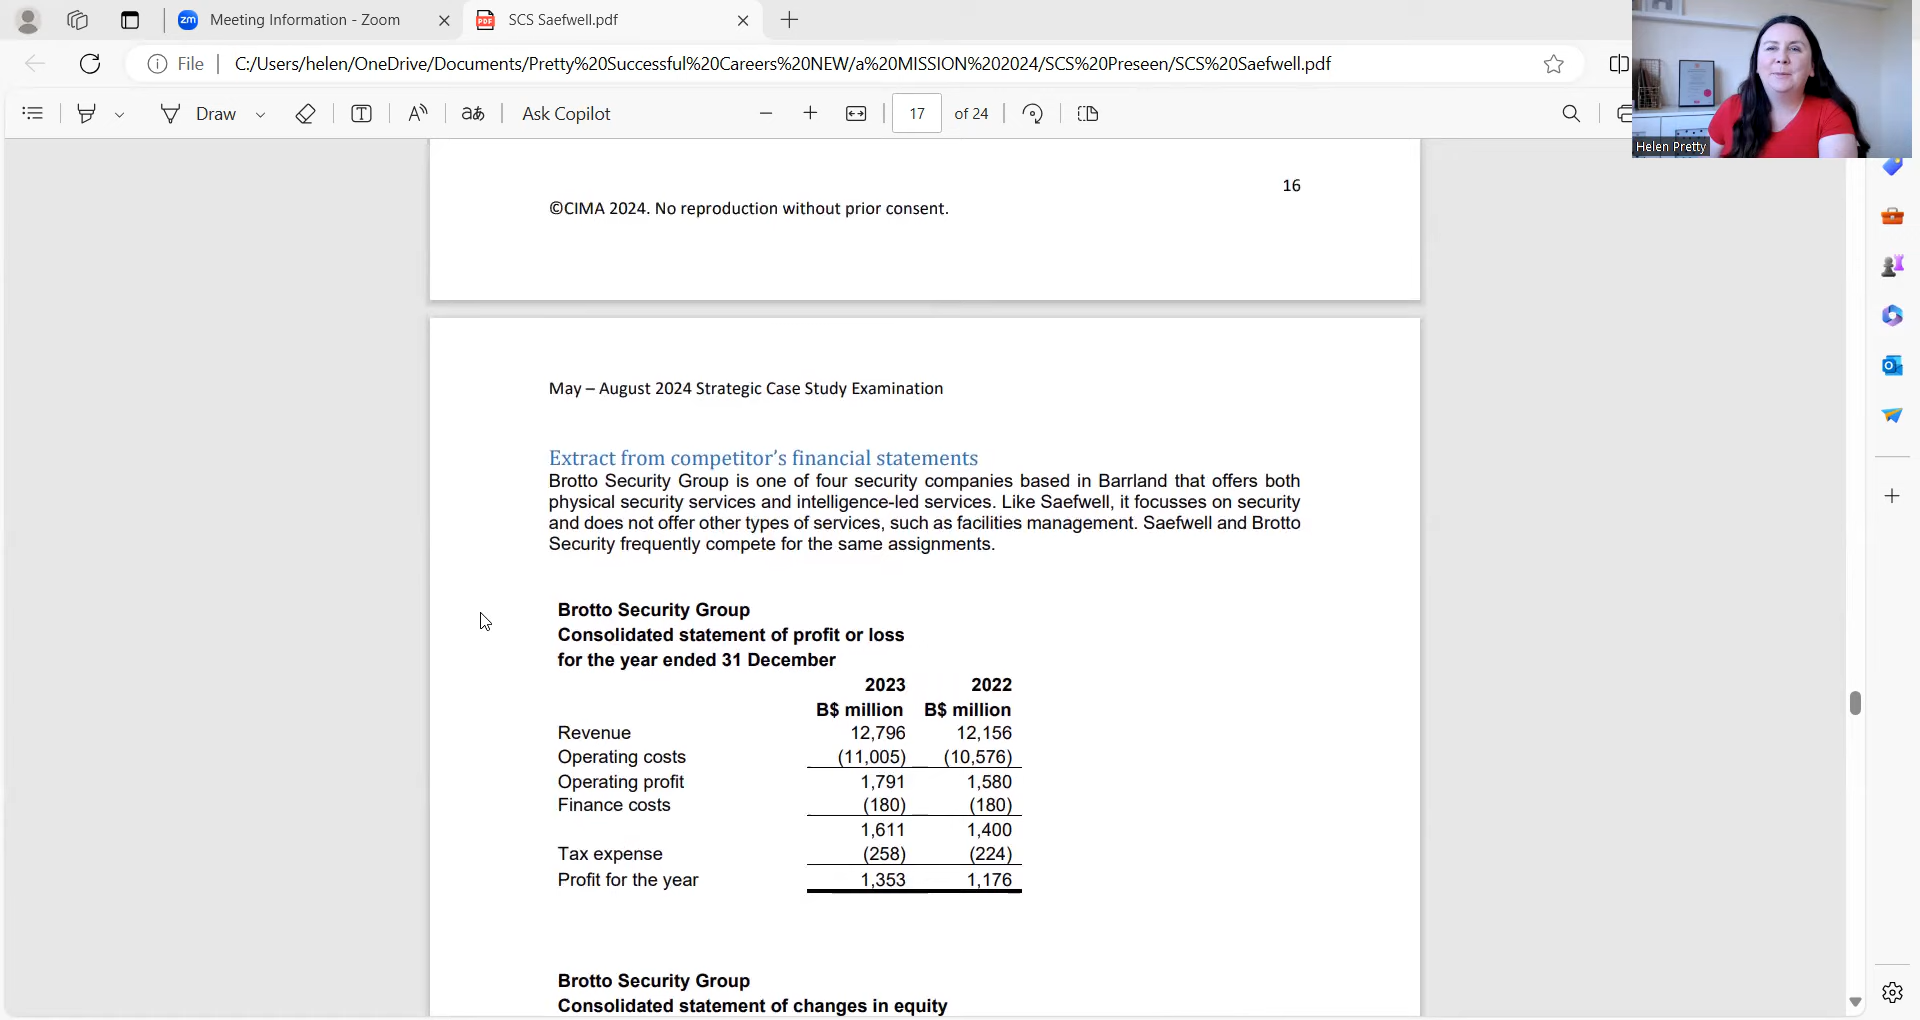 Meeting Information - Zoom
SCS Saefwell.pdf
File
C:/Users/helen/OneDrive/Documents/Pretty%20Successful%20Careers%20NEW/a%20MISSION%202024/SCS%20Preseen/SCS%20Saefwell.pdf
Draw
Ask Copilot
17 of 24
Helen Pretty
16
©CIMA 2024. No reproduction without prior consent.
May – August 2024 Strategic Case Study Examination
Extract from competitor's financial statements
Brotto Security Group is one of four security companies based in Barrland that offers both
physical security services and intelligence-led services. Like Saefwell, it focusses on security
and does not offer other types of services, such as facilities management. Saefwell and Brotto
Security frequently compete for the same assignments.
Brotto Security Group
Consolidated statement of profit or loss
for the year ended 31 December
2023 2022
B$ million B$ million
Revenue 12,796 12,156
Operating costs (11,005) (10,576)
Operating profit 1,791 1,580
Finance costs (180) (180)
1,611 1,400
Tax expense (258) (224)
Profit for the year 1,353 1,176
Brotto Security Group
Consolidated statement of changes in equity